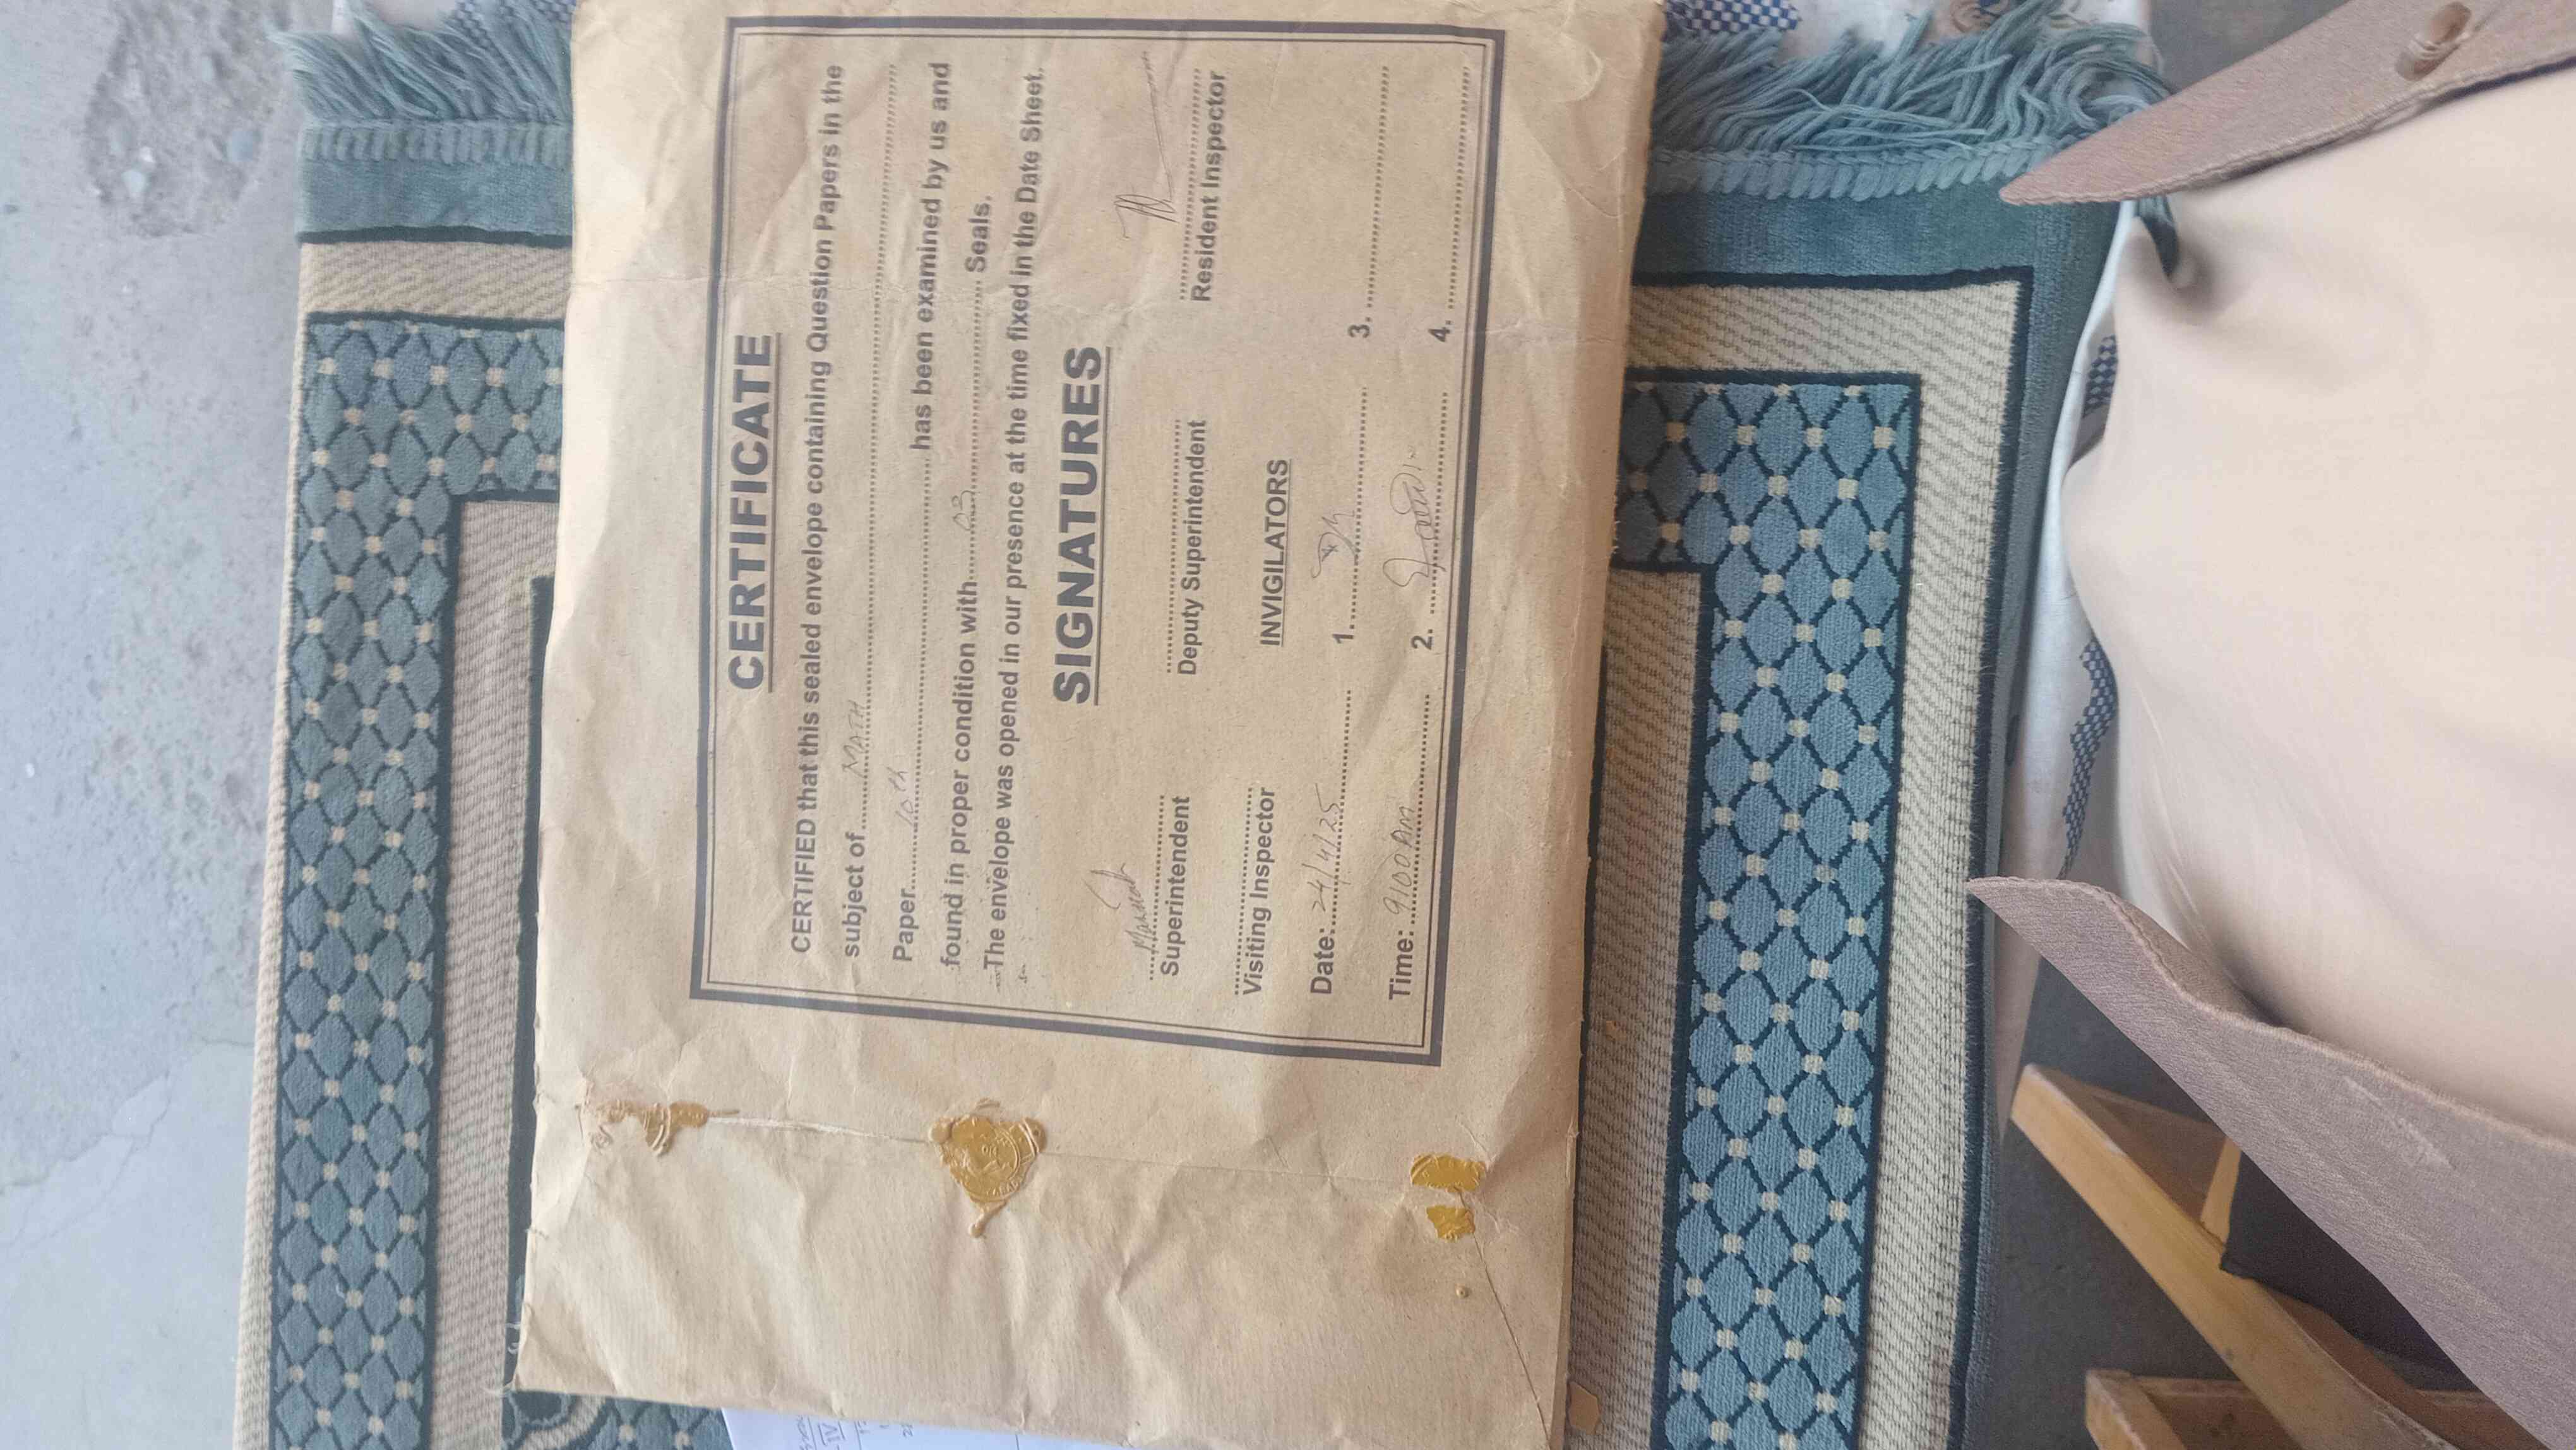 CERTIFICATE
CERTIFIED that this sealed envelope containing Question Papers in the
subject of MATH
Paper 10th has been examined by us and
found in proper condition with 03 Seals.
The envelope was opened in our presence at the time fixed in the Date Sheet.
SIGNATURES
Superintendent Deputy Superintendent Resident Inspector
Visiting Inspector INVIGILATORS
Date: 24/4/25 1. 3.
Time: 9:00 AM 2. 4.